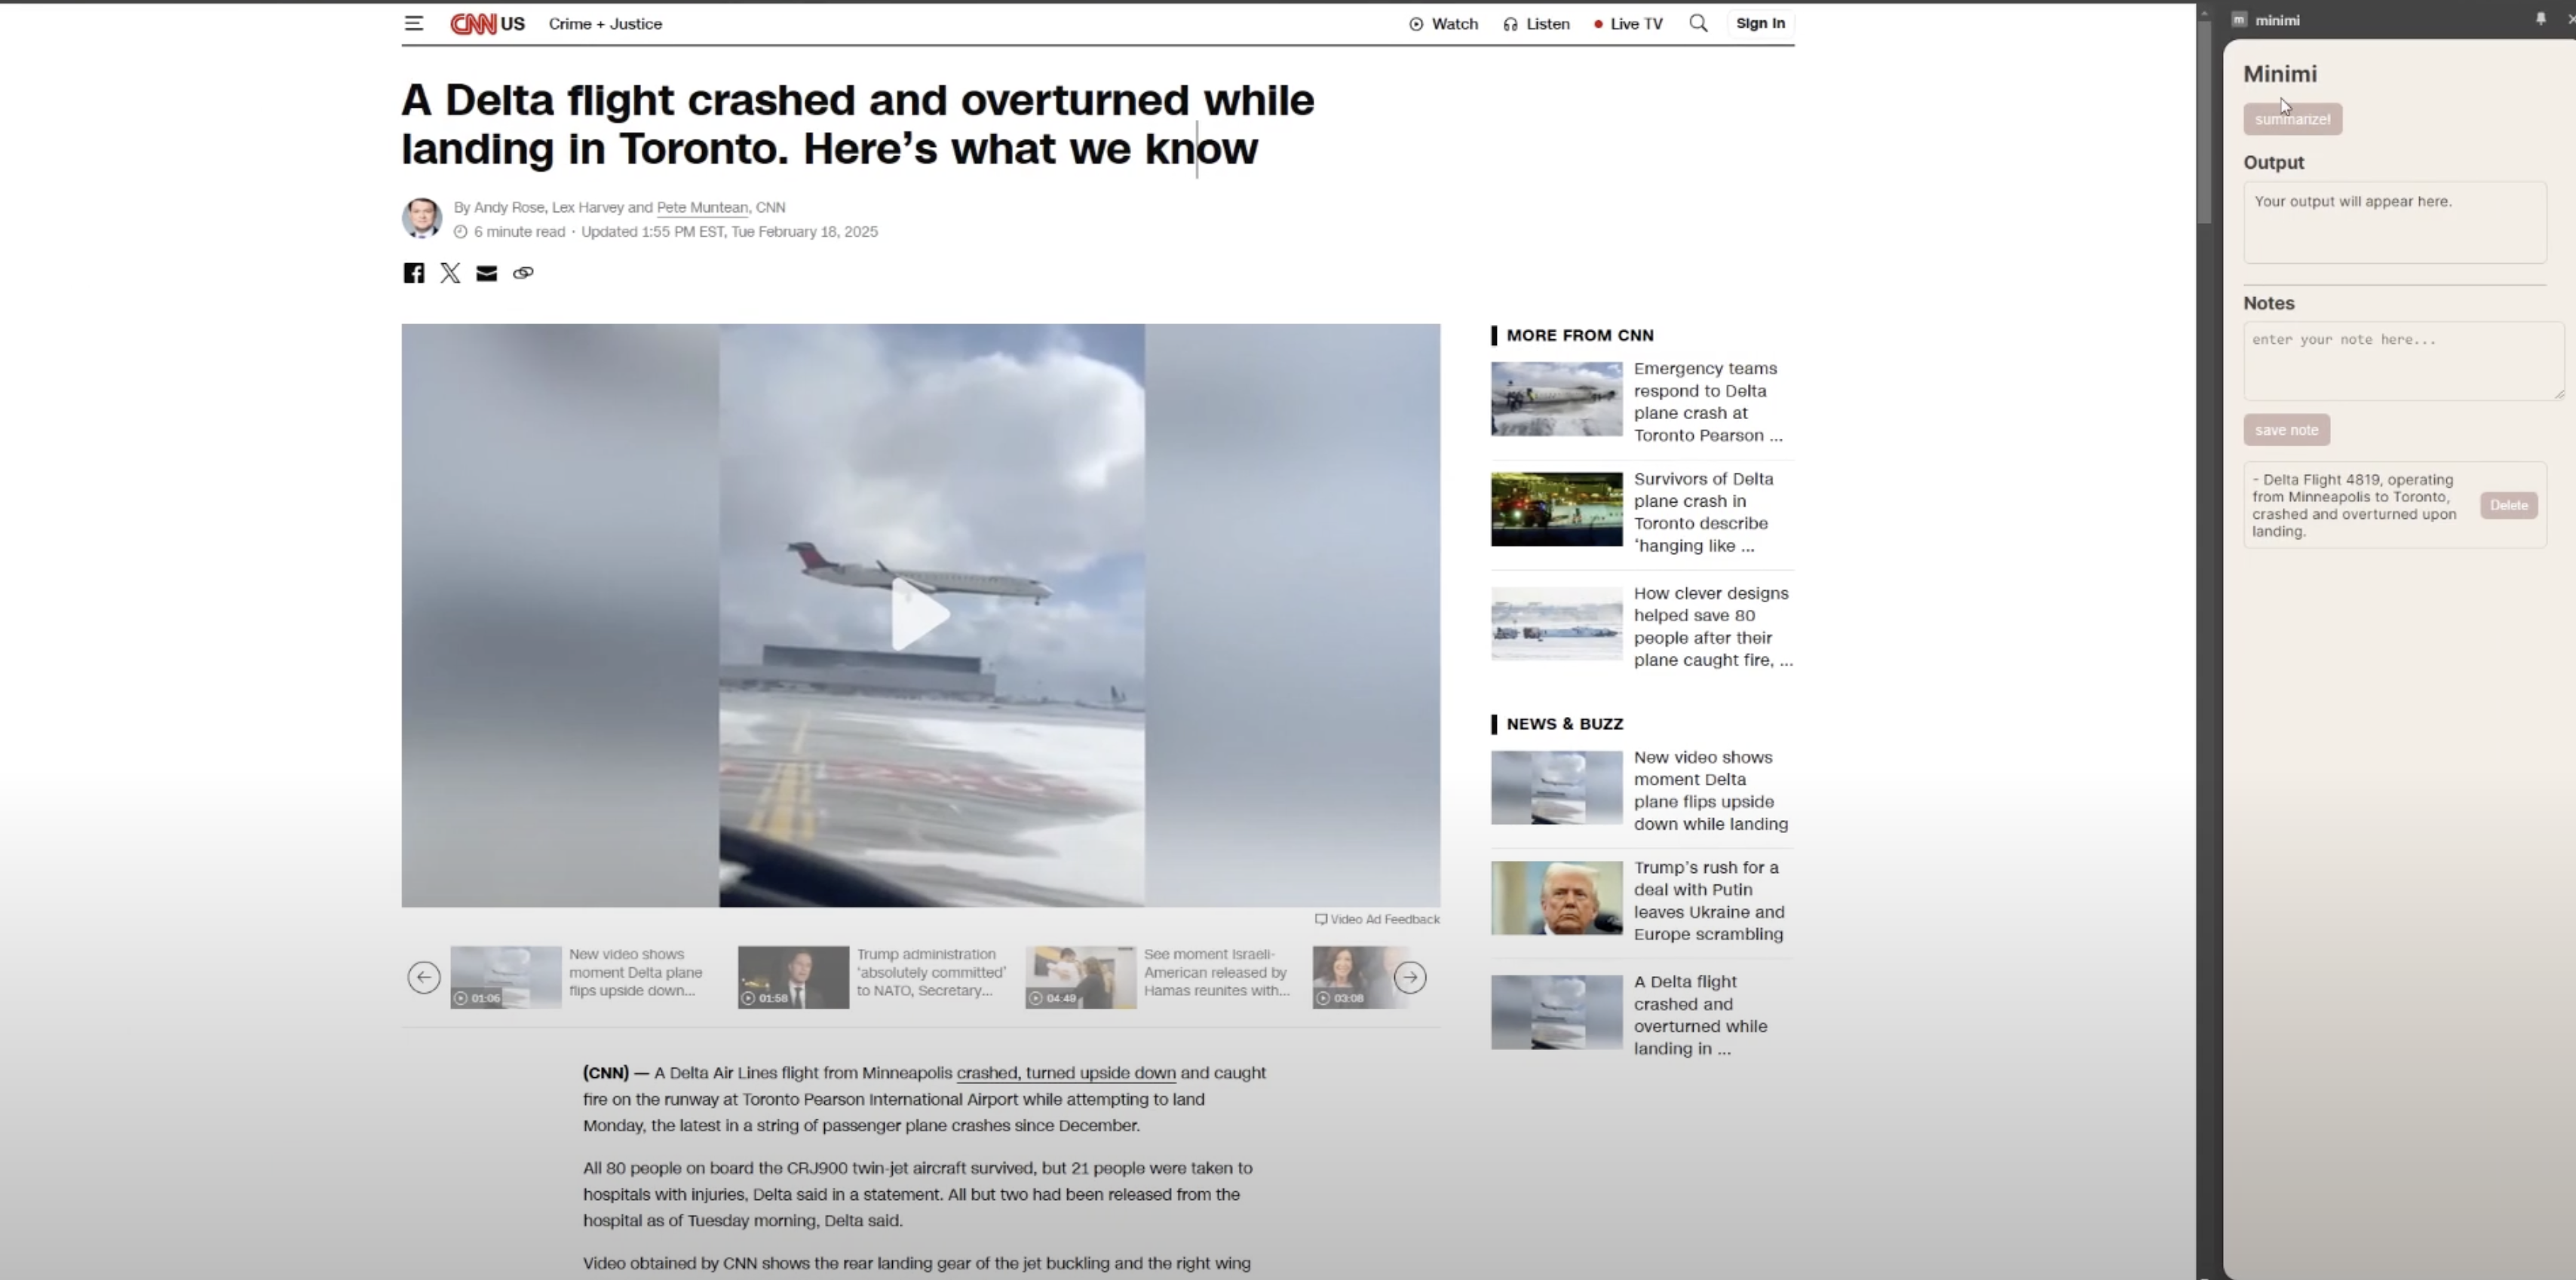 CNN US Crime + Justice Watch Listen Live TV Sign in
A Delta flight crashed and overturned while
landing in Toronto. Here’s what we know
By Andy Rose, Lex Harvey and Pete Muntean, CNN
6 minute read · Updated 1:55 PM EST, Tue February 18, 2025
Video Ad Feedback
01:06
New video shows
moment Delta plane
flips upside down...
01:58
Trump administration
‘absolutely committed’
to NATO, Secretary...
04:49
See moment Israeli-
American released by
Hamas reunites with...
03:08
(CNN) — A Delta Air Lines flight from Minneapolis crashed, turned upside down and caught
fire on the runway at Toronto Pearson International Airport while attempting to land
Monday, the latest in a string of passenger plane crashes since December.
All 80 people on board the CRJ900 twin-jet aircraft survived, but 21 people were taken to
hospitals with injuries, Delta said in a statement. All but two had been released from the
hospital as of Tuesday morning, Delta said.
Video obtained by CNN shows the rear landing gear of the jet buckling and the right wing
MORE FROM CNN
Emergency teams
respond to Delta
plane crash at
Toronto Pearson ...
Survivors of Delta
plane crash in
Toronto describe
‘hanging like ...
How clever designs
helped save 80
people after their
plane caught fire, ...
NEWS & BUZZ
New video shows
moment Delta
plane flips upside
down while landing
Trump’s rush for a
deal with Putin
leaves Ukraine and
Europe scrambling
A Delta flight
crashed and
overturned while
landing in ...
m minimi
Minimi
summarize!
Output
Your output will appear here.
Notes
enter your note here...
save note
- Delta Flight 4819, operating
from Minneapolis to Toronto,
crashed and overturned upon
landing.
Delete